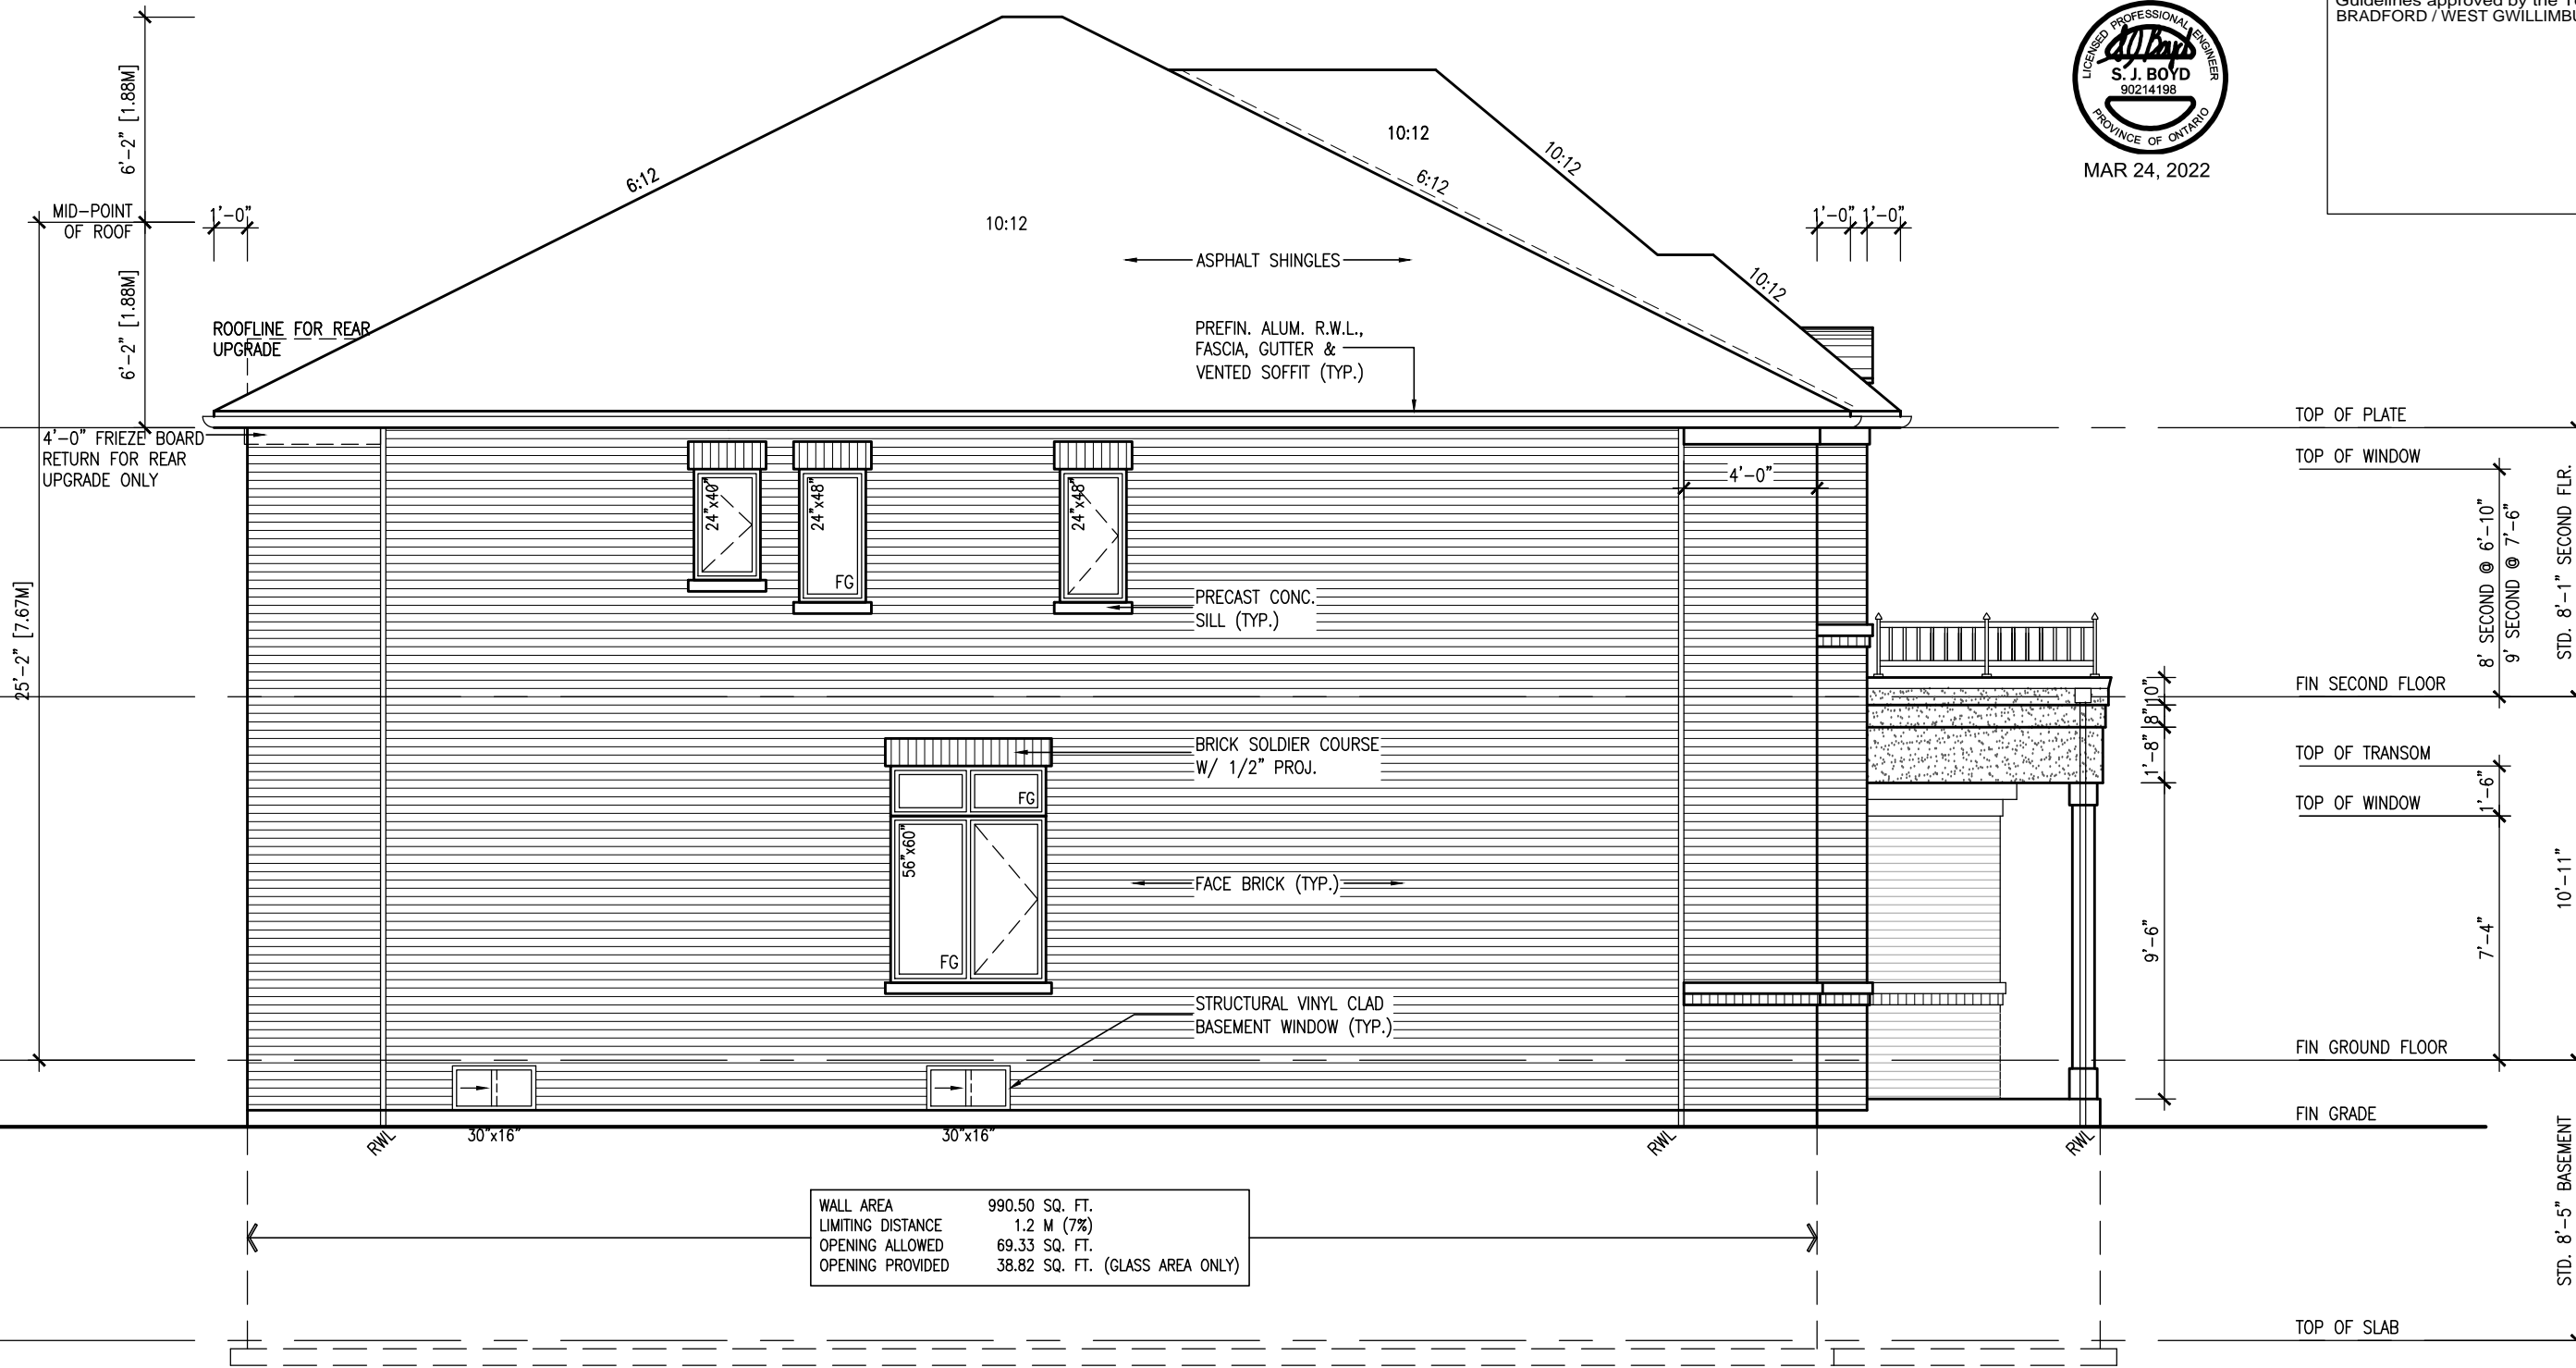 Guidelines approved by the
BRADFORD / WEST
LICENSED PROFESSIONAL ENGINEER
S. J. BOYD
90214198
PROVINCE OF ONTARIO
MAR 24, 2022
6'-2" [1.88M]
MID-POINT
OF ROOF
1'-0"
6'-2" [1.88M]
25'-2" [7.67M]
ROOFLINE FOR REAR
UPGRADE
4'-0" FRIEZE BOARD
RETURN FOR REAR
UPGRADE ONLY
6:12
10:12
10:12
10:12
6:12
10:12
1'-0" 1'-0"
ASPHALT SHINGLES
PREFIN. ALUM. R.W.L.,
FASCIA, GUTTER &
VENTED SOFFIT (TYP.)
24"x40"
24"x48"
FG
24"x48"
4'-0"
PRECAST CONC.
SILL (TYP.)
BRICK SOLDIER COURSE
W/ 1/2" PROJ.
FG
56"x60"
FG
FACE BRICK (TYP.)
STRUCTURAL VINYL CLAD
BASEMENT WINDOW (TYP.)
RWL
30"x16"
30"x16"
RWL
RWL
10"
8"
1'-8"
9'-6"
TOP OF PLATE
TOP OF WINDOW
8' SECOND @ 6'-10"
9' SECOND @ 7'-6"
STD. 8'-1" SECOND FLR.
FIN SECOND FLOOR
TOP OF TRANSOM
1'-6"
TOP OF WINDOW
7'-4"
10'-11"
FIN GROUND FLOOR
FIN GRADE
STD. 8'-5" BASEMENT
TOP OF SLAB
WALL AREA 990.50 SQ. FT.
LIMITING DISTANCE 1.2 M (7%)
OPENING ALLOWED 69.33 SQ. FT.
OPENING PROVIDED 38.82 SQ. FT. (GLASS AREA ONLY)